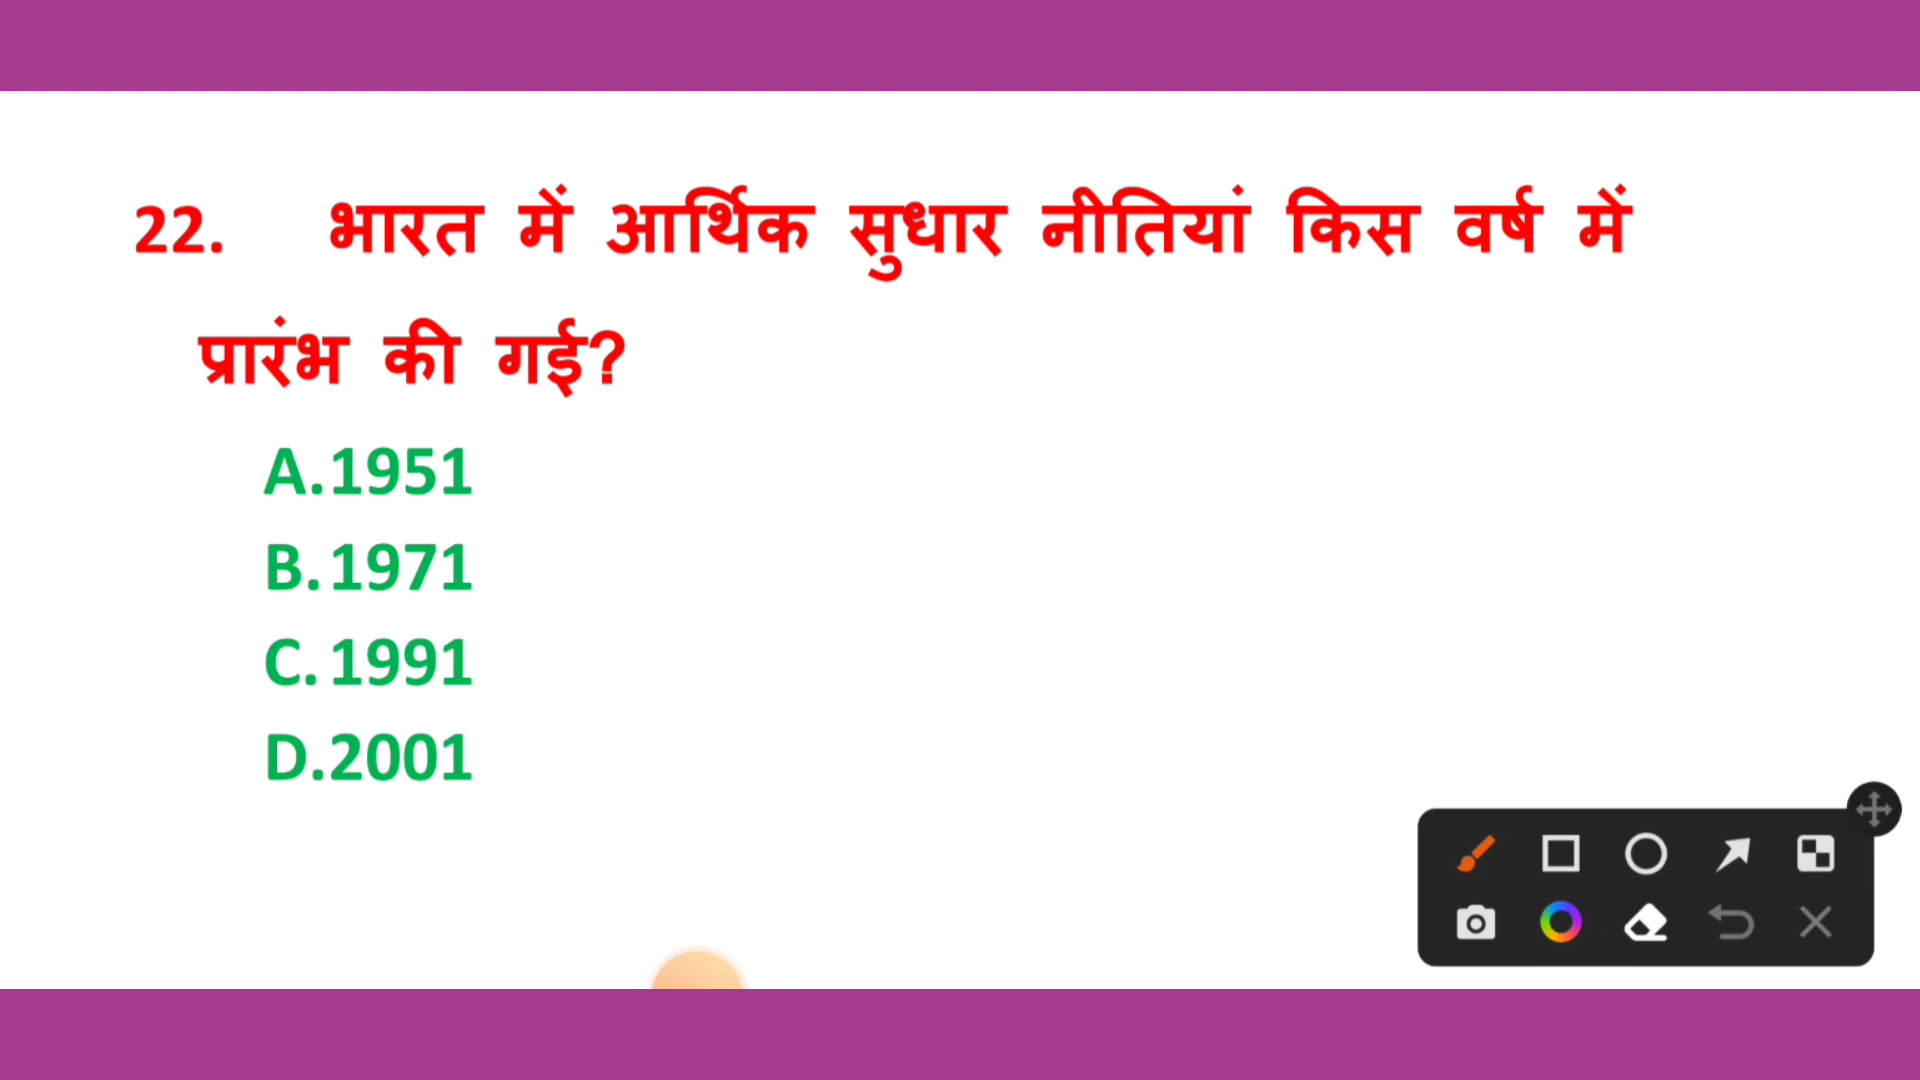 22. भारत में आर्थिक सुधार नीतियां किस वर्ष में
प्रारंभ की गई?
A.1951
B.1971
C.1991
D.2001